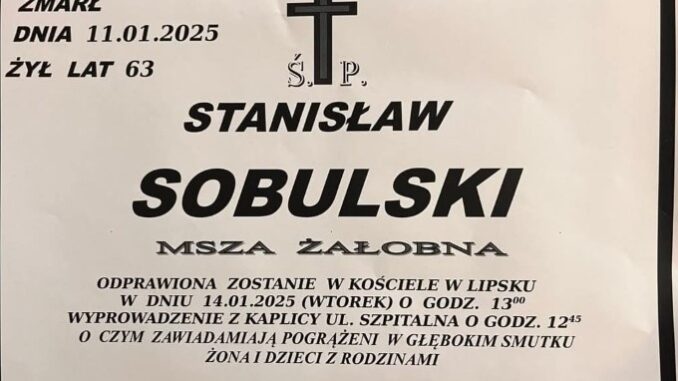 ZMARŁ
DNIA 11.01.2025
ŻYŁ LAT 63
Ś. P.
STANISŁAW
SOBULSKI
MSZA ŻAŁOBNA
ODPRAWIONA ZOSTANIE W KOŚCIELE W LIPSKU
W DNIU 14.01.2025 (WTOREK) O GODZ. 13⁰⁰
WYPROWADZENIE Z KAPLICY UL. SZPITALNA O GODZ. 12⁴⁵
O CZYM ZAWIADAMIAJĄ POGRĄŻENI W GŁĘBOKIM SMUTKU
ŻONA I DZIECI Z RODZINAMI